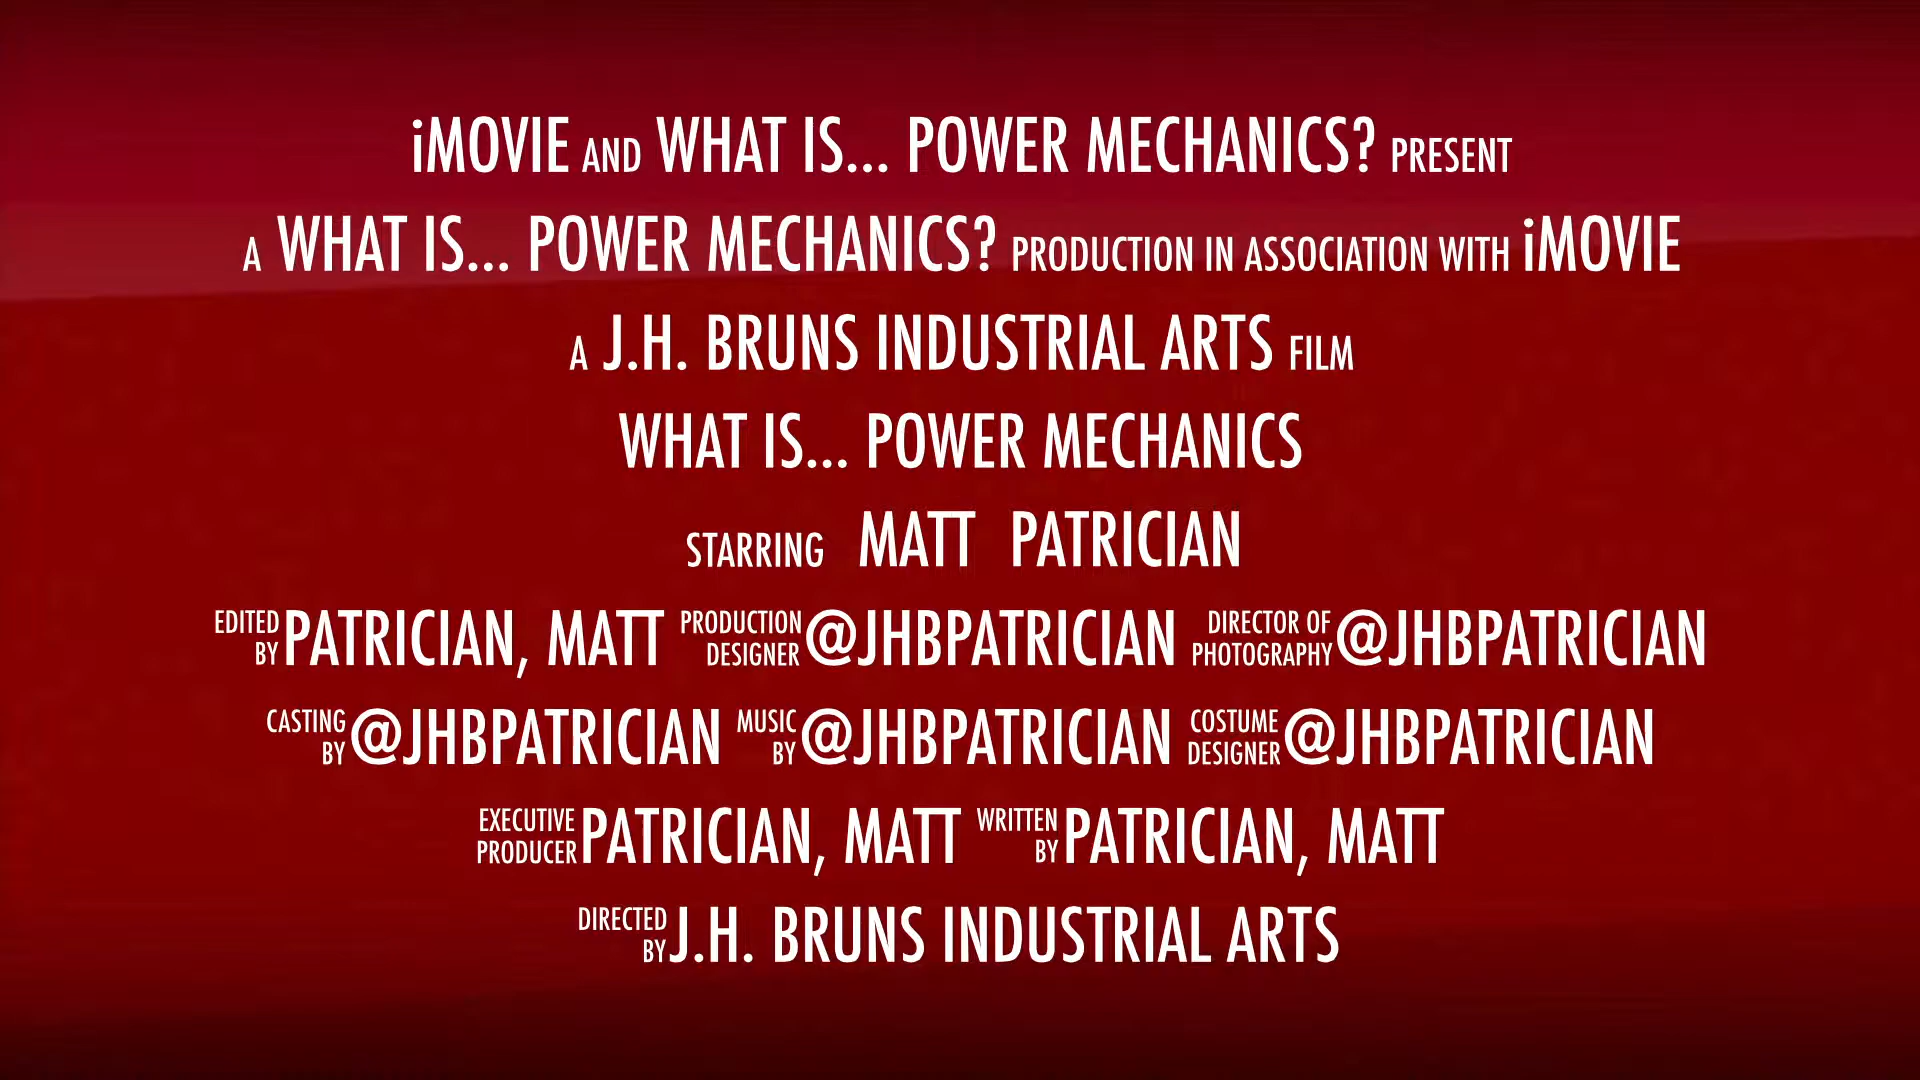 iMOVIE AND WHAT IS... POWER MECHANICS? PRESENT
A WHAT IS... POWER MECHANICS? PRODUCTION IN ASSOCIATION WITH iMOVIE
A J.H. BRUNS INDUSTRIAL ARTS FILM
WHAT IS... POWER MECHANICS
STARRING MATT PATRICIAN
EDITED BY PATRICIAN, MATT PRODUCTION DESIGNER @JHBPATRICIAN DIRECTOR OF PHOTOGRAPHY @JHBPATRICIAN
CASTING BY @JHBPATRICIAN MUSIC BY @JHBPATRICIAN COSTUME DESIGNER @JHBPATRICIAN
EXECUTIVE PRODUCER PATRICIAN, MATT WRITTEN BY PATRICIAN, MATT
DIRECTED BY J.H. BRUNS INDUSTRIAL ARTS